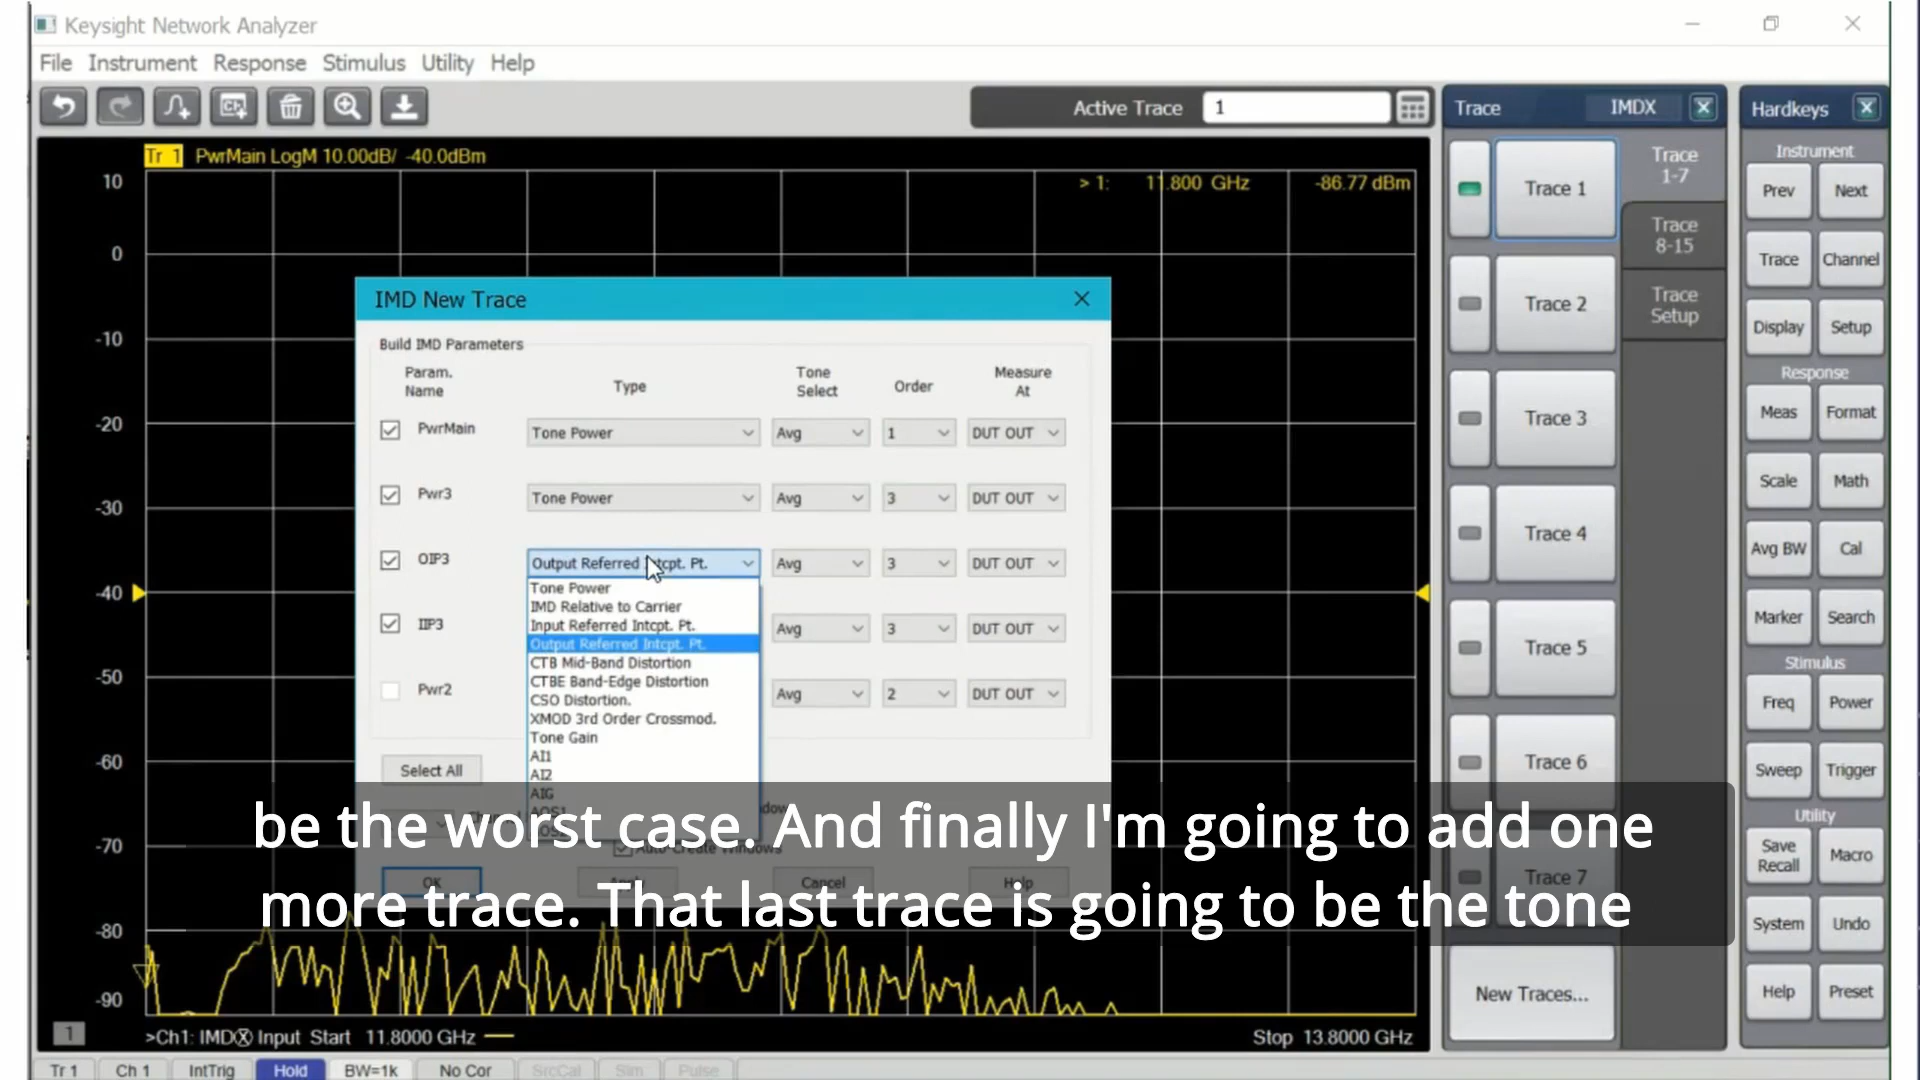 Keysight Network Analyzer
File Instrument Response Stimulus Utility Help
Active Trace 1
Trace IMDX
Hardkeys
Tr 1 PwrMain LogM 10.00dB/ -40.0dBm
> 1: 11.800 GHz -86.77 dBm
10
0
-10
-20
-30
-40
-50
-60
-70
-80
-90
IMD New Trace
Build IMD Parameters
Param. Name
Type
Tone Select
Order
Measure At
PwrMain Tone Power Avg 1 DUT OUT
Pwr3 Tone Power Avg 3 DUT OUT
OIP3 Output Referred Intcpt. Pt. Avg 3 DUT OUT
Tone Power
IMD Relative to Carrier
Input Referred Intcpt. Pt.
Output Referred Intcpt. Pt.
CTB Mid-Band Distortion
CTBE Band-Edge Distortion
CSO Distortion.
XMOD 3rd Order Crossmod.
Tone Gain
AI1
AI2
AIG
IIP3 Avg 3 DUT OUT
Pwr2 Avg 2 DUT OUT
Select All
Auto-Create Windows
OK Apply Cancel Help
be the worst case. And finally I'm going to add one
more trace. That last trace is going to be the tone
1
>Ch1: IMDX Input Start 11.8000 GHz
Stop 13.8000 GHz
Tr 1 Ch 1 IntTrig Hold BW=1k No Cor SrcCal Sim Pulse
Trace 1
Trace 2
Trace 3
Trace 4
Trace 5
Trace 6
Trace 7
New Traces...
Trace
1-7
Trace
8-15
Trace
Setup
Instrument
Prev Next
Trace Channel
Display Setup
Response
Meas Format
Scale Math
Avg BW Cal
Marker Search
Stimulus
Freq Power
Sweep Trigger
Utility
Save Recall Macro
System Undo
Help Preset